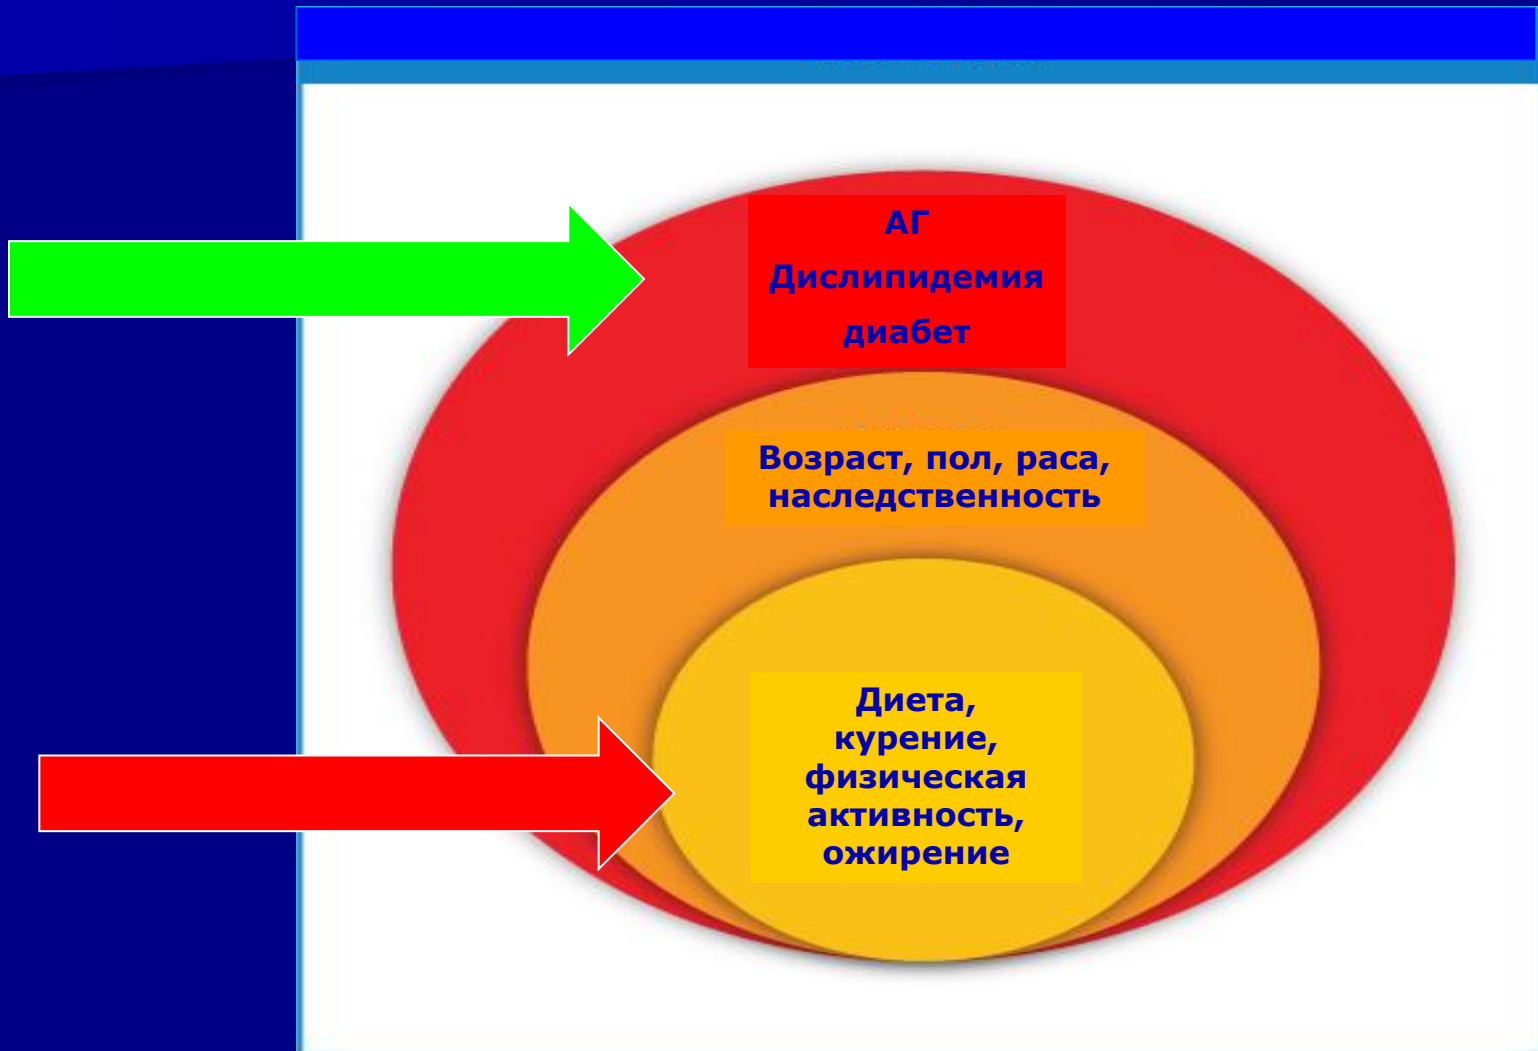 АГ
Дислипидемия
диабет
Возраст, пол, раса,
наследственность
Диета,
курение,
физическая
активность,
ожирение